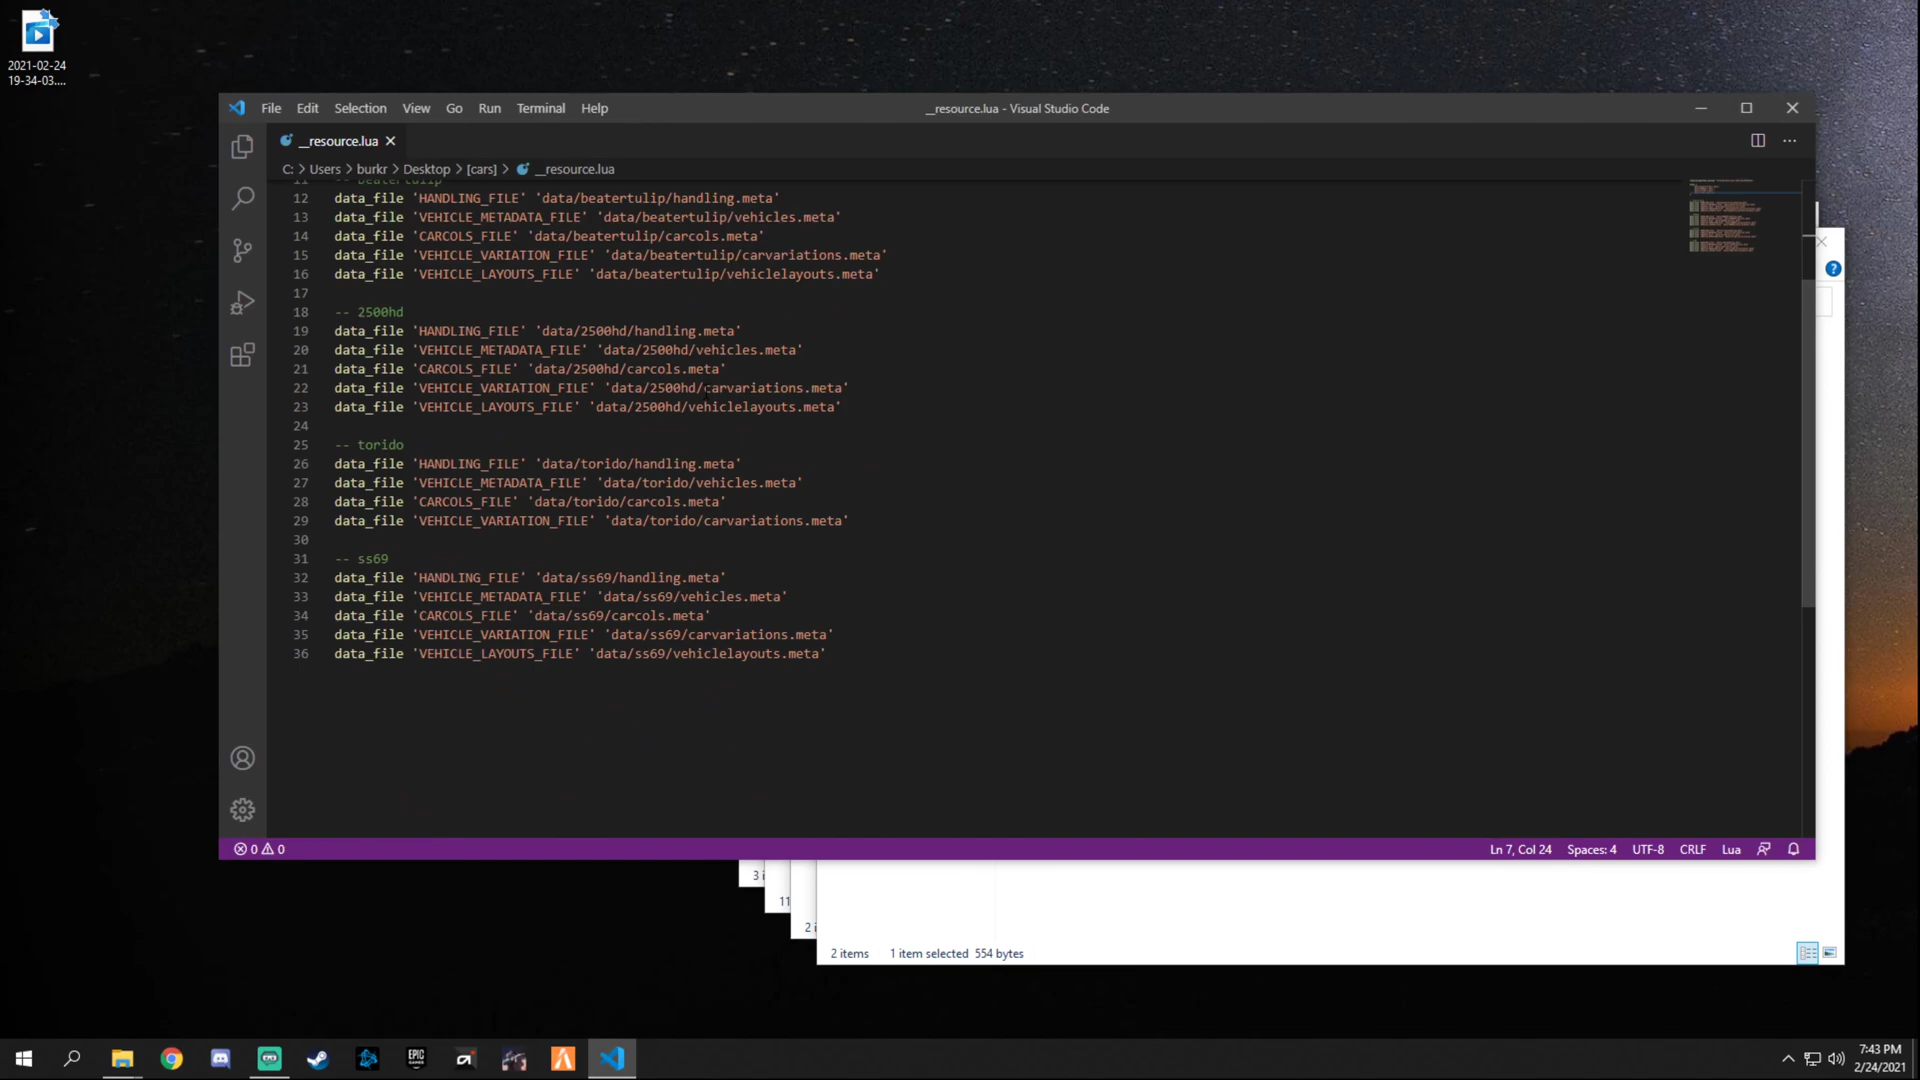 2021-02-24
19-34-03....
File Edit Selection View Go Run Terminal Help
__resource.lua - Visual Studio Code
__resource.lua
C: > Users > burkr > Desktop > [cars] > __resource.lua
11 -- beatertulip
12 data_file 'HANDLING_FILE' 'data/beatertulip/handling.meta'
13 data_file 'VEHICLE_METADATA_FILE' 'data/beatertulip/vehicles.meta'
14 data_file 'CARCOLS_FILE' 'data/beatertulip/carcols.meta'
15 data_file 'VEHICLE_VARIATION_FILE' 'data/beatertulip/carvariations.meta'
16 data_file 'VEHICLE_LAYOUTS_FILE' 'data/beatertulip/vehiclelayouts.meta'
17
18 -- 2500hd
19 data_file 'HANDLING_FILE' 'data/2500hd/handling.meta'
20 data_file 'VEHICLE_METADATA_FILE' 'data/2500hd/vehicles.meta'
21 data_file 'CARCOLS_FILE' 'data/2500hd/carcols.meta'
22 data_file 'VEHICLE_VARIATION_FILE' 'data/2500hd/carvariations.meta'
23 data_file 'VEHICLE_LAYOUTS_FILE' 'data/2500hd/vehiclelayouts.meta'
24
25 -- torido
26 data_file 'HANDLING_FILE' 'data/torido/handling.meta'
27 data_file 'VEHICLE_METADATA_FILE' 'data/torido/vehicles.meta'
28 data_file 'CARCOLS_FILE' 'data/torido/carcols.meta'
29 data_file 'VEHICLE_VARIATION_FILE' 'data/torido/carvariations.meta'
30
31 -- ss69
32 data_file 'HANDLING_FILE' 'data/ss69/handling.meta'
33 data_file 'VEHICLE_METADATA_FILE' 'data/ss69/vehicles.meta'
34 data_file 'CARCOLS_FILE' 'data/ss69/carcols.meta'
35 data_file 'VEHICLE_VARIATION_FILE' 'data/ss69/carvariations.meta'
36 data_file 'VEHICLE_LAYOUTS_FILE' 'data/ss69/vehiclelayouts.meta'
0 0 Ln 7, Col 24 Spaces: 4 UTF-8 CRLF Lua
3 i
11
2 i
2 items 1 item selected 554 bytes
EPIC GAMES
7:43 PM
2/24/2021